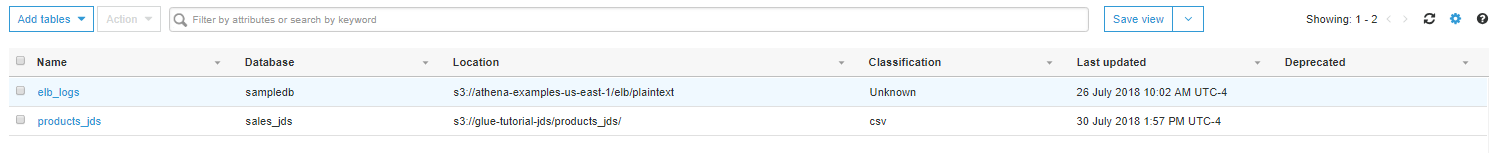 Add tables Action Filter by attributes or search by keyword Save view Showing: 1 - 2
Name Database Location Classification Last updated Deprecated
elb_logs sampledb s3://athena-examples-us-east-1/elb/plaintext Unknown 26 July 2018 10:02 AM UTC-4
products_jds sales_jds s3://glue-tutorial-jds/products_jds/ csv 30 July 2018 1:57 PM UTC-4